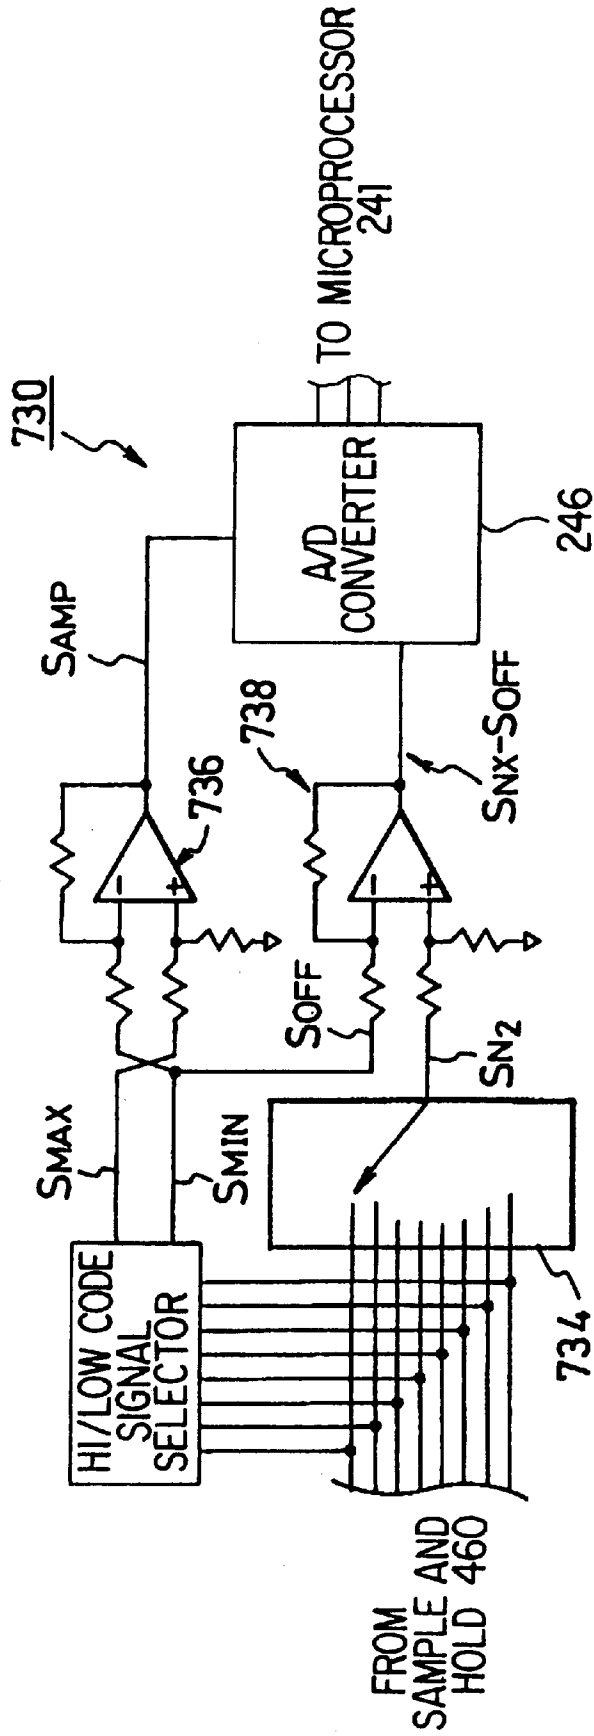 730
HI/LOW CODE
SIGNAL
SELECTOR
SMAX
SMIN
SOFF
SN2
736
738
SAMP
SNX-SOFF
A/D
CONVERTER
246
TO MICROPROCESSOR
241
734
FROM
SAMPLE AND
HOLD 460
-
+
-
+